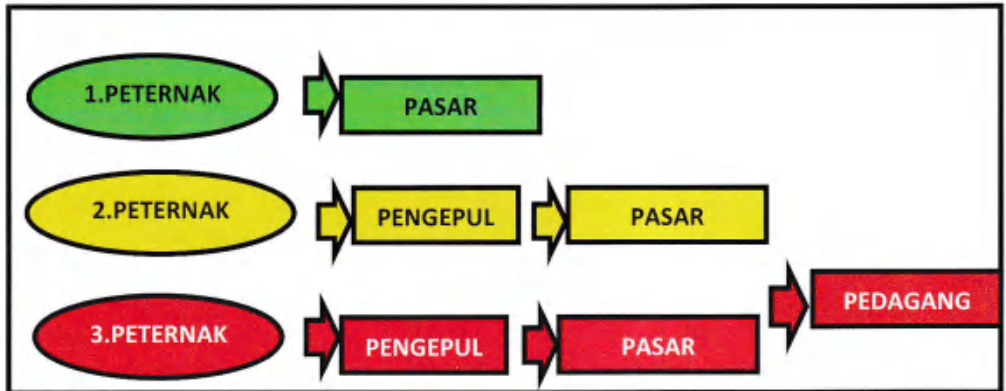 1.PETERNAK
PASAR
2.PETERNAK
PENGEPUL
PASAR
3.PETERNAK
PENGEPUL
PASAR
PEDAGANG